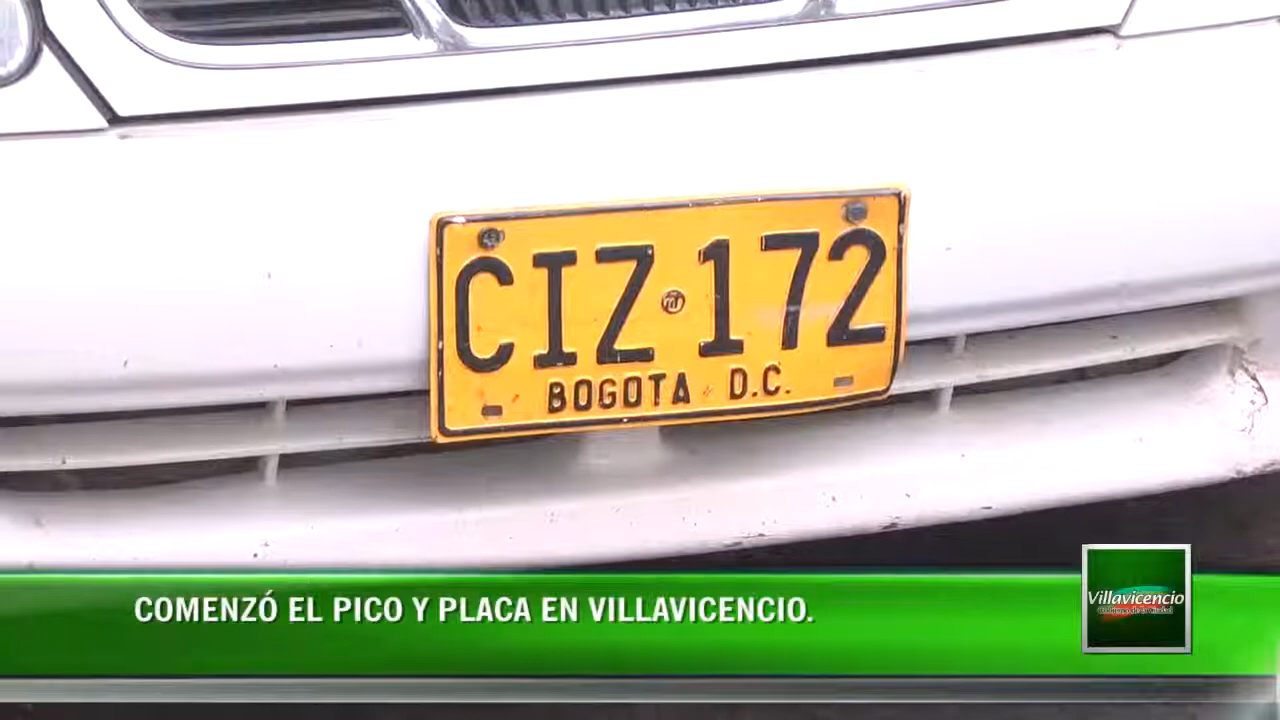 CIZ 172
BOGOTA D.C.
COMENZÓ EL PICO Y PLACA EN VILLAVICENCIO.
Villavicencio